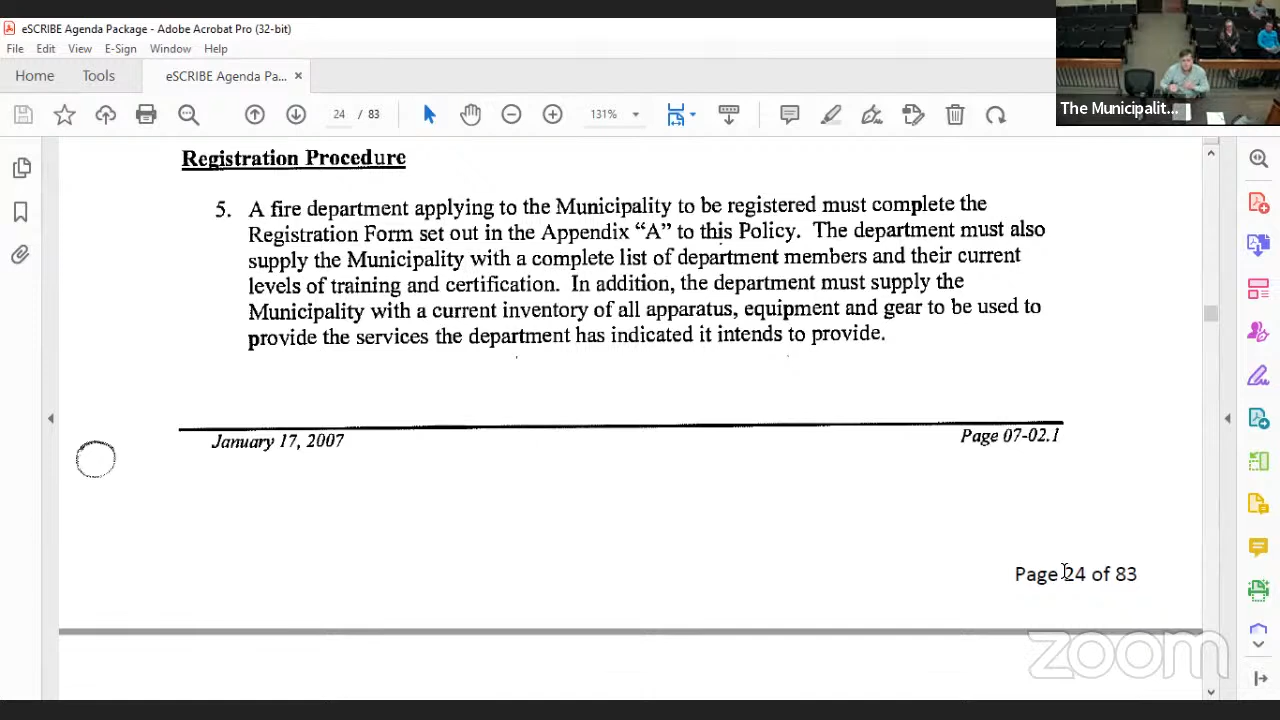 eSCRIBE Agenda Package - Adobe Acrobat Pro (32-bit)
File Edit View E-Sign Window Help
Home Tools eSCRIBE Agenda Pa... ×
24 / 83 131%
The Municipalit...
Registration Procedure
5. A fire department applying to the Municipality to be registered must complete the
Registration Form set out in the Appendix “A” to this Policy. The department must also
supply the Municipality with a complete list of department members and their current
levels of training and certification. In addition, the department must supply the
Municipality with a current inventory of all apparatus, equipment and gear to be used to
provide the services the department has indicated it intends to provide.
January 17, 2007 Page 07-02.1
Page 24 of 83
zoom